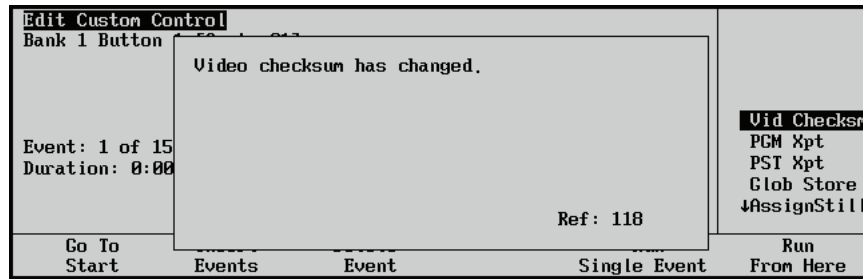 Edit Custom Control
Bank 1 Button
Video checksum has changed.
Ref: 118
Event: 1 of 15
Duration: 0:00
Vid Checksm
PGM Xpt
PST Xpt
Glob Store
↓AssignStill
Go To
Start
Events
Event
Single Event
Run
From Here